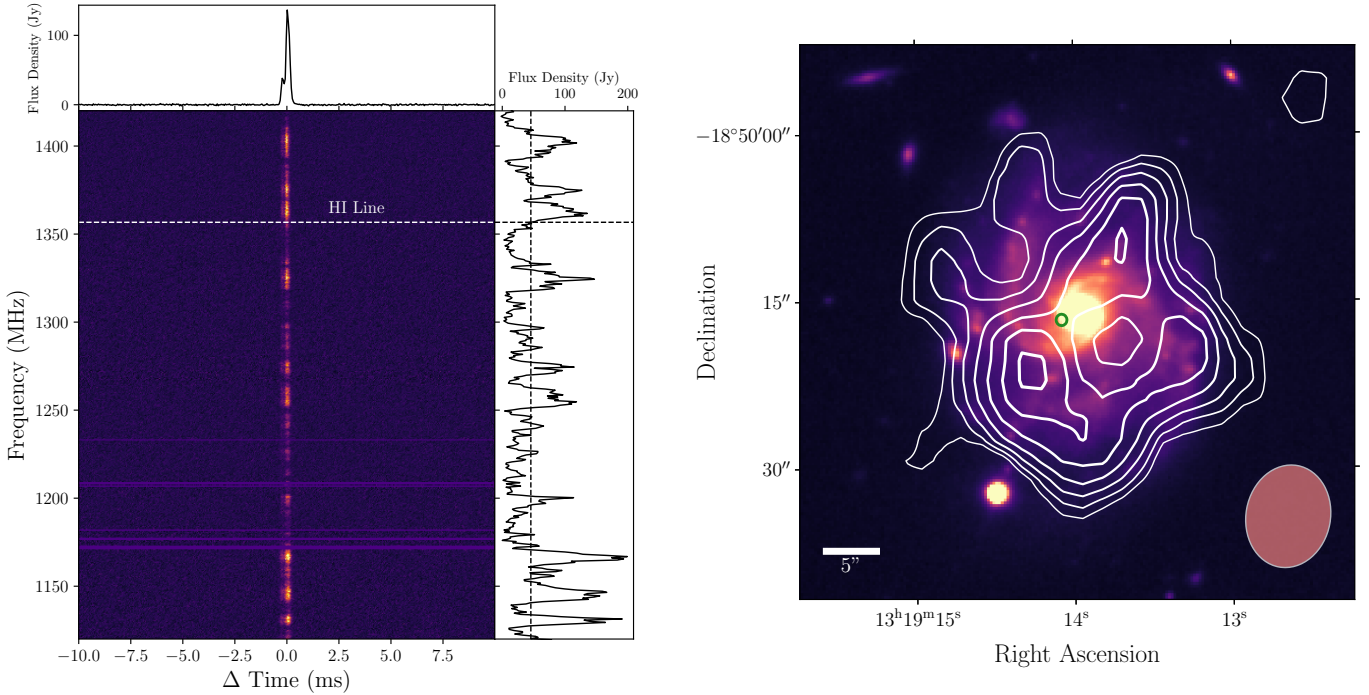 Flux Density (Jy)
100
0
Flux Density (Jy)
0
100
200
Frequency (MHz)
1400
1350
1300
1250
1200
1150
HI Line
−10.0
−7.5
−5.0
−2.5
0.0
2.5
5.0
7.5
Δ Time (ms)
Declination
−18°50′00″
15″
30″
5”
13ʰ19ᵐ15ˢ
14ˢ
13ˢ
Right Ascension